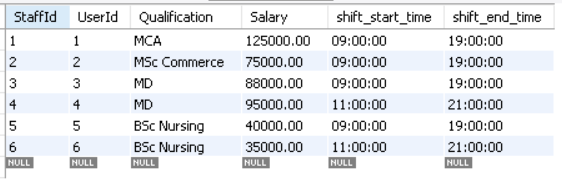 StaffId UserId Qualification Salary shift_start_time shift_end_time
1 1 MCA 125000.00 09:00:00 19:00:00
2 2 MSc Commerce 75000.00 09:00:00 19:00:00
3 3 MD 88000.00 09:00:00 19:00:00
4 4 MD 95000.00 11:00:00 21:00:00
5 5 BSc Nursing 40000.00 09:00:00 19:00:00
6 6 BSc Nursing 35000.00 11:00:00 21:00:00
NULL NULL NULL NULL NULL NULL